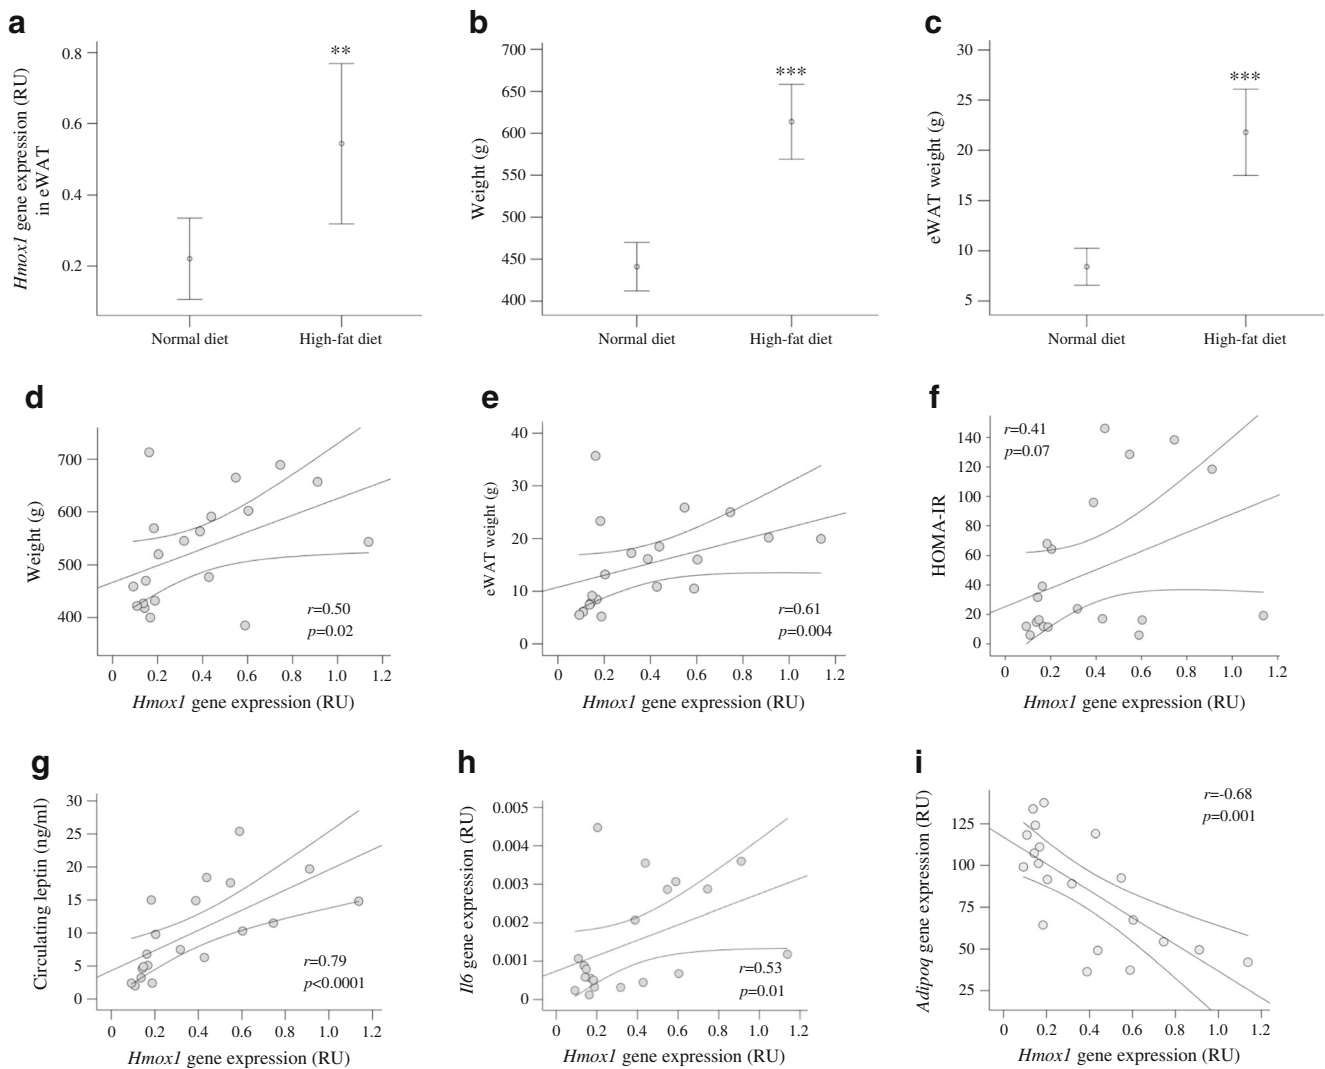 a
Hmox1 gene expression (RU)
in eWAT
0.8
0.6
0.4
0.2
**
Normal diet
High-fat diet
b
Weight (g)
700
650
600
550
500
450
400
***
Normal diet
High-fat diet
c
eWAT weight (g)
30
25
20
15
10
5
***
Normal diet
High-fat diet
d
Weight (g)
700
600
500
400
r=0.50
p=0.02
0 0.2 0.4 0.6 0.8 1.0 1.2
Hmox1 gene expression (RU)
e
eWAT weight (g)
40
30
20
10
0
r=0.61
p=0.004
0 0.2 0.4 0.6 0.8 1.0 1.2
Hmox1 gene expression (RU)
f
HOMA-IR
r=0.41
p=0.07
140
120
100
80
60
40
20
0
0 0.2 0.4 0.6 0.8 1.0 1.2
Hmox1 gene expression (RU)
g
Circulating leptin (ng/ml)
30
25
20
15
10
5
0
r=0.79
p<0.0001
0 0.2 0.4 0.6 0.8 1.0 1.2
Hmox1 gene expression (RU)
h
Il6 gene expression (RU)
0.005
0.004
0.003
0.002
0.001
0
r=0.53
p=0.01
0 0.2 0.4 0.6 0.8 1.0 1.2
Hmox1 gene expression (RU)
i
Adipoq gene expression (RU)
r=-0.68
p=0.001
125
100
75
50
25
0 0.2 0.4 0.6 0.8 1.0 1.2
Hmox1 gene expression (RU)